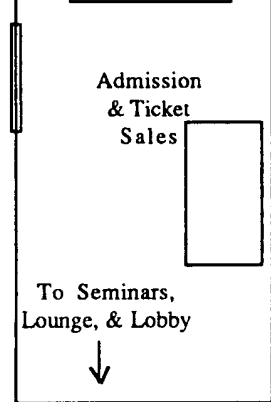 Admission
& Ticket
Sales
To Seminars,
Lounge, & Lobby